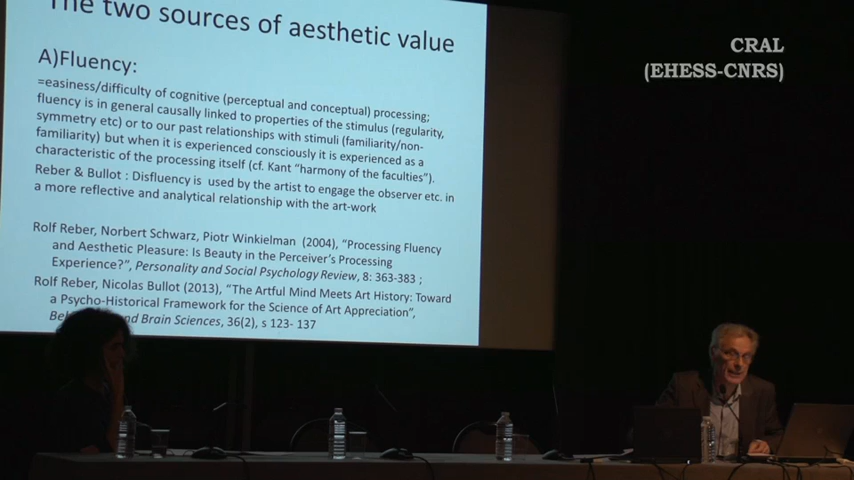 The two sources of aesthetic value
CRAL
(EHESS-CNRS)
A)Fluency:
=easiness/difficulty of cognitive (perceptual and conceptual) processing;
fluency is in general causally linked to properties of the stimulus (regularity,
symmetry etc) or to our past relationships with stimuli (familiarity/non-
familiarity) but when it is experienced consciously it is experienced as a
characteristic of the processing itself (cf. Kant “harmony of the faculties”).
Reber & Bullot : Disfluency is used by the artist to engage the observer etc. in
a more reflective and analytical relationship with the art-work
Rolf Reber, Norbert Schwarz, Piotr Winkielman (2004), “Processing Fluency
and Aesthetic Pleasure: Is Beauty in the Perceiver’s Processing
Experience?”, Personality and Social Psychology Review, 8: 363-383 ;
Rolf Reber, Nicolas Bullot (2013), “The Artful Mind Meets Art History: Toward
a Psycho-Historical Framework for the Science of Art Appreciation”,
and Brain Sciences, 36(2), s 123- 137